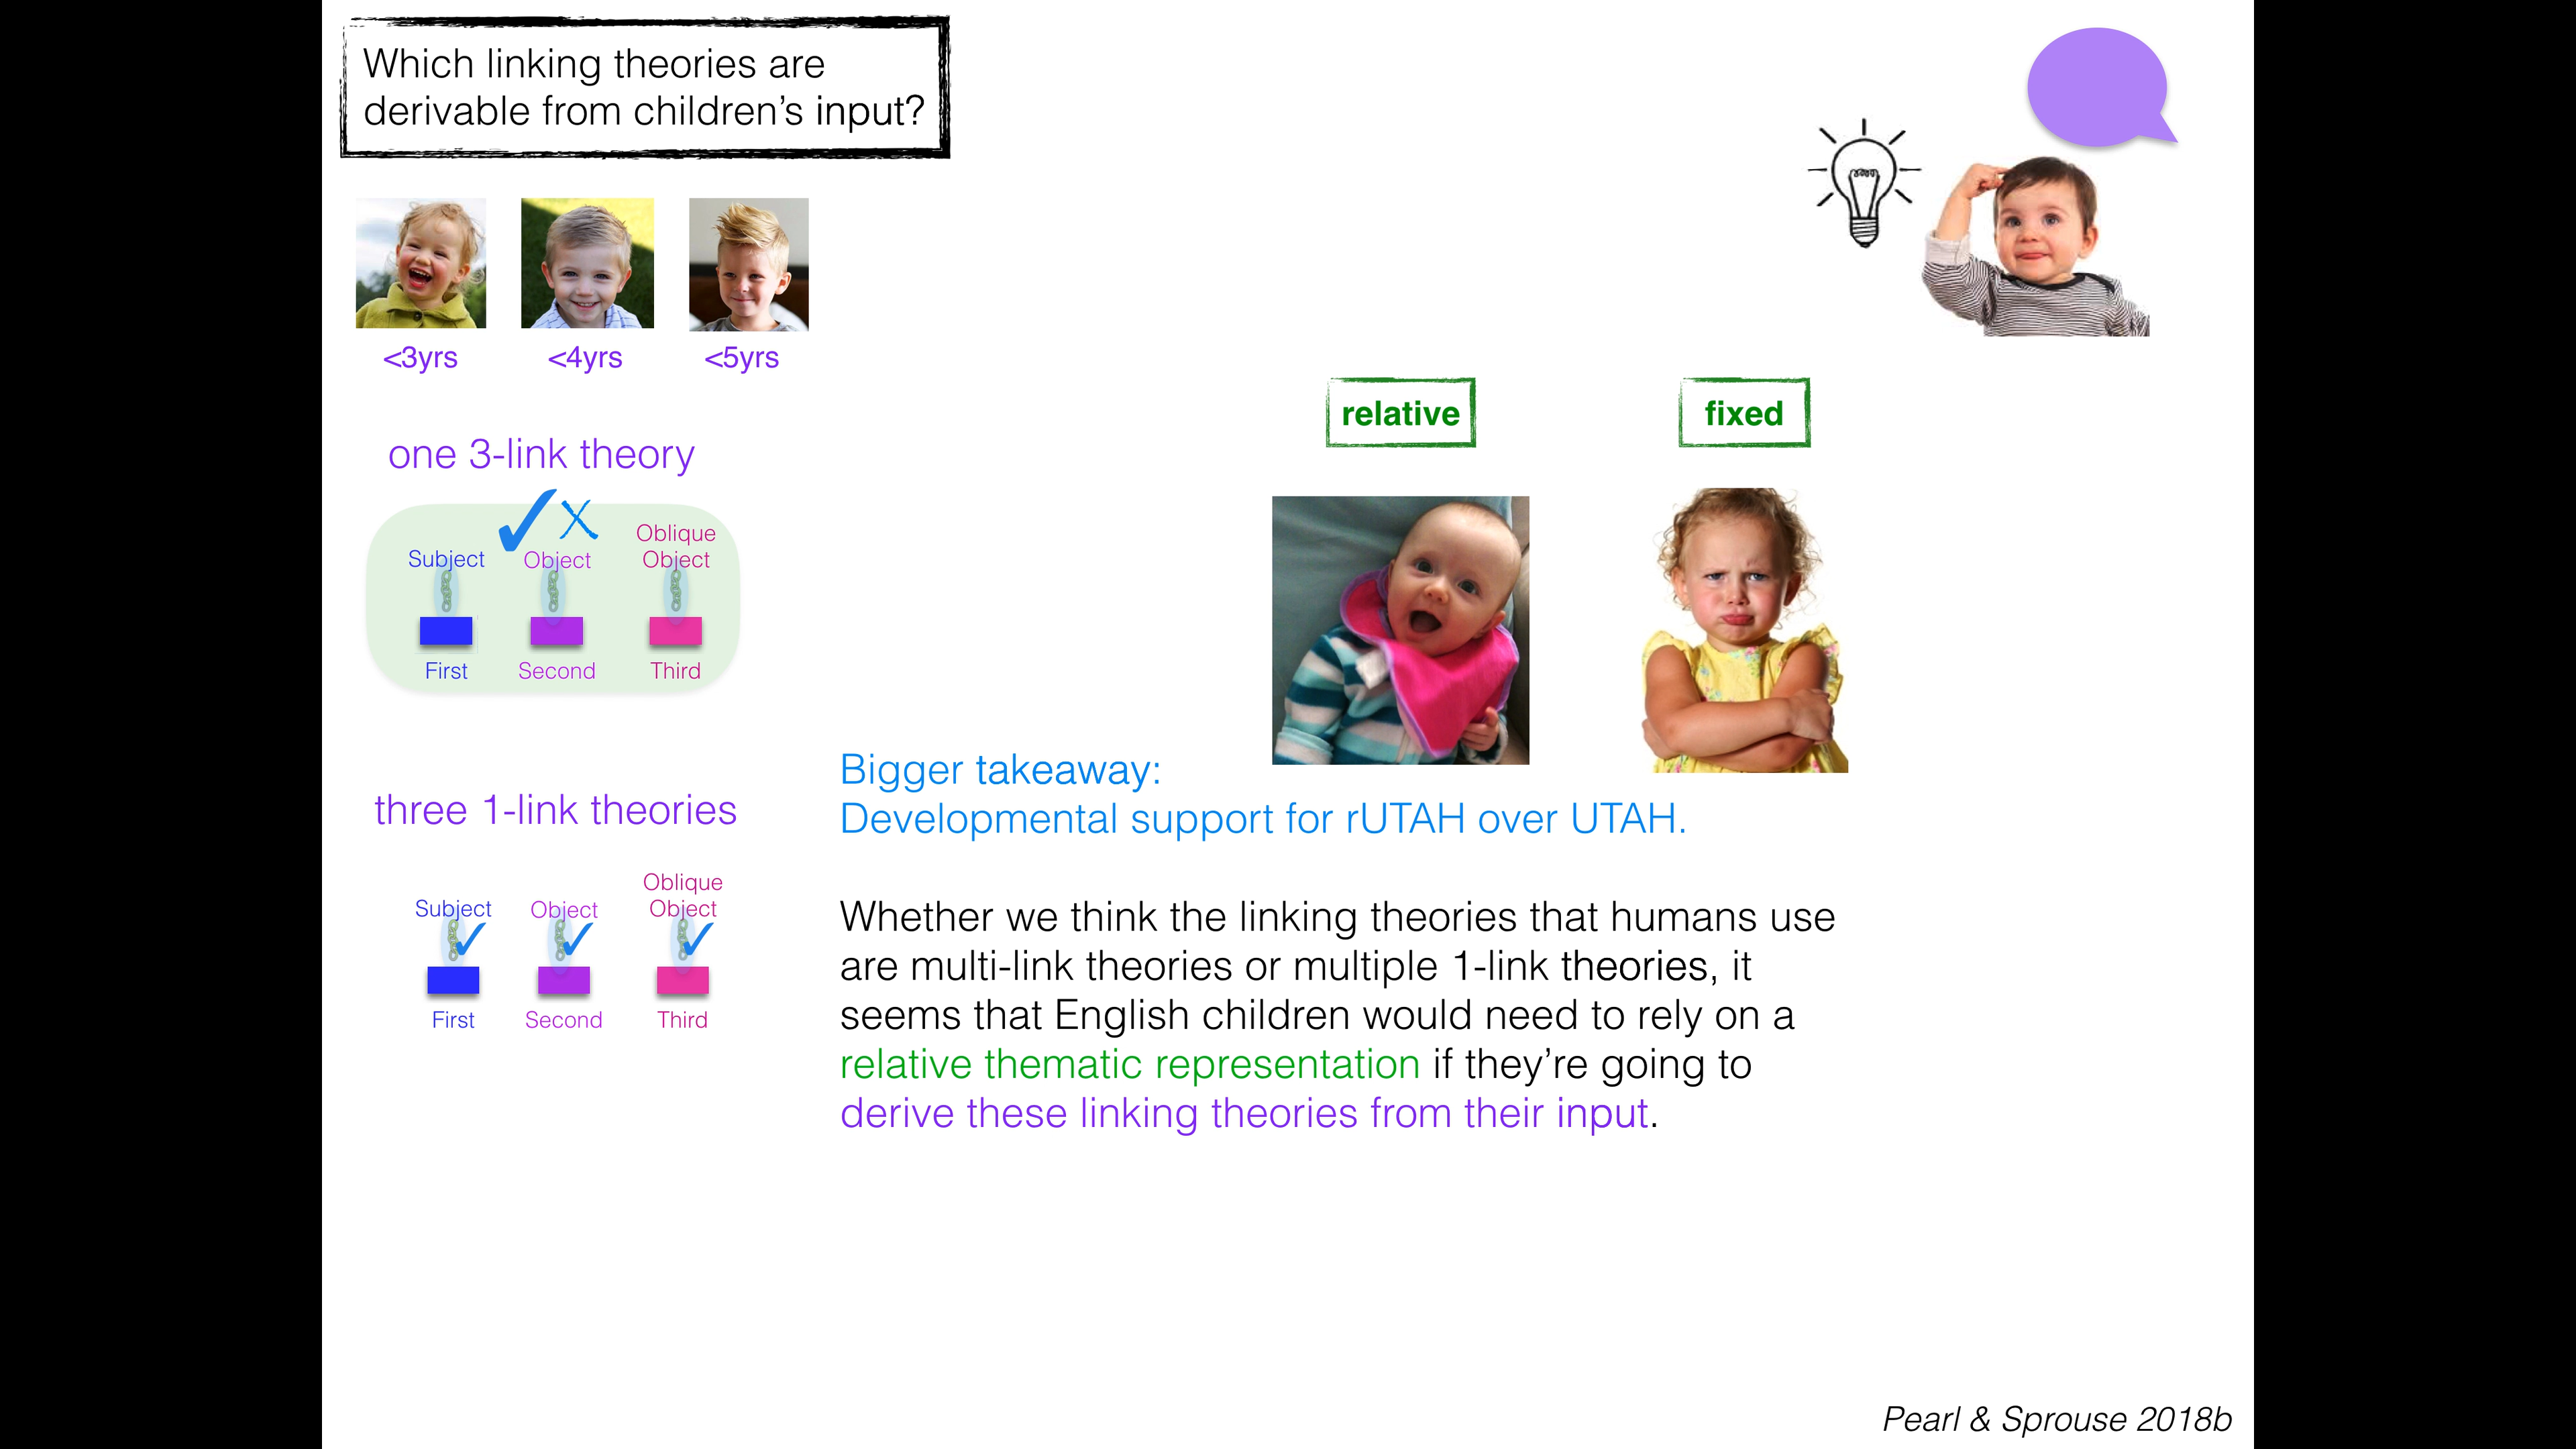 Which linking theories are
derivable from children's input?
<3yrs
<4yrs
<5yrs
relative
fixed
one 3-link theory
Subject
Object
Oblique
Object
First
Second
Third
three 1-link theories
Subject
Object
Oblique
Object
First
Second
Third
Bigger takeaway:
Developmental support for rUTAH over UTAH.
Whether we think the linking theories that humans use
are multi-link theories or multiple 1-link theories, it
seems that English children would need to rely on a
relative thematic representation if they're going to
derive these linking theories from their input.
Pearl & Sprouse 2018b